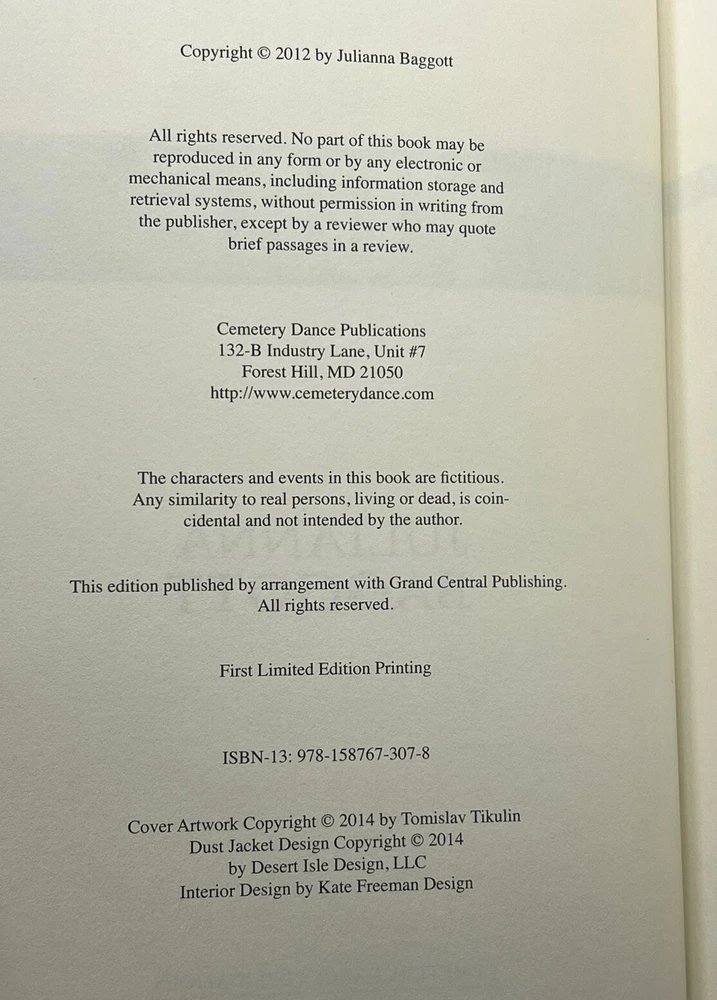 Copyright © 2012 by Julianna Baggott
All rights reserved. No part of this book may be
reproduced in any form or by any electronic or
mechanical means, including information storage and
retrieval systems, without permission in writing from
the publisher, except by a reviewer who may quote
brief passages in a review.
Cemetery Dance Publications
132-B Industry Lane, Unit #7
Forest Hill, MD 21050
http://www.cemeterydance.com
The characters and events in this book are fictitious.
Any similarity to real persons, living or dead, is coin-
cidental and not intended by the author.
This edition published by arrangement with Grand Central Publishing.
All rights reserved.
First Limited Edition Printing
ISBN-13: 978-158767-307-8
Cover Artwork Copyright © 2014 by Tomislav Tikulin
Dust Jacket Design Copyright © 2014
by Desert Isle Design, LLC
Interior Design by Kate Freeman Design